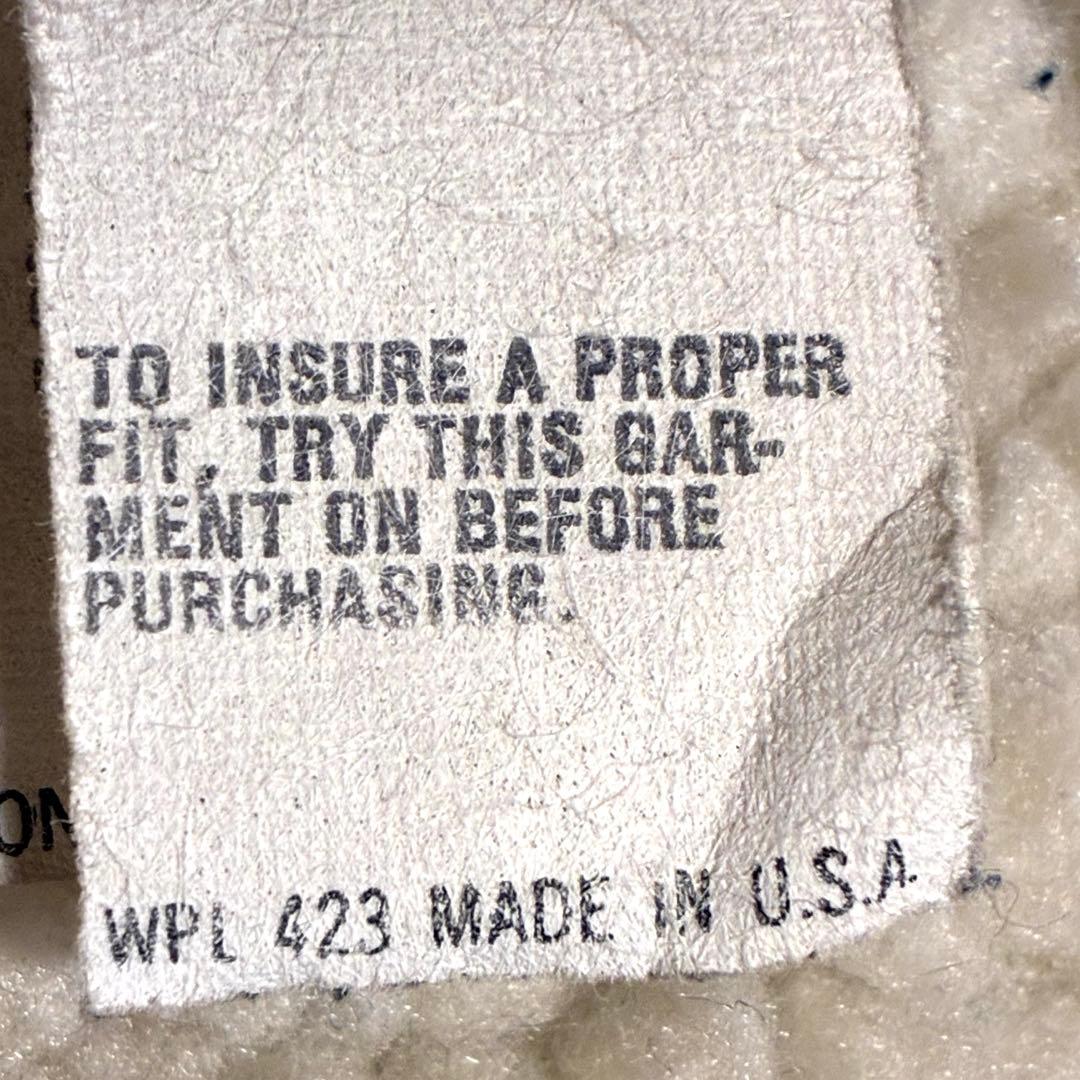 TO INSURE A PROPER
FIT, TRY THIS GAR-
MENT ON BEFORE
PURCHASING.
WPL 423 MADE IN U.S.A.